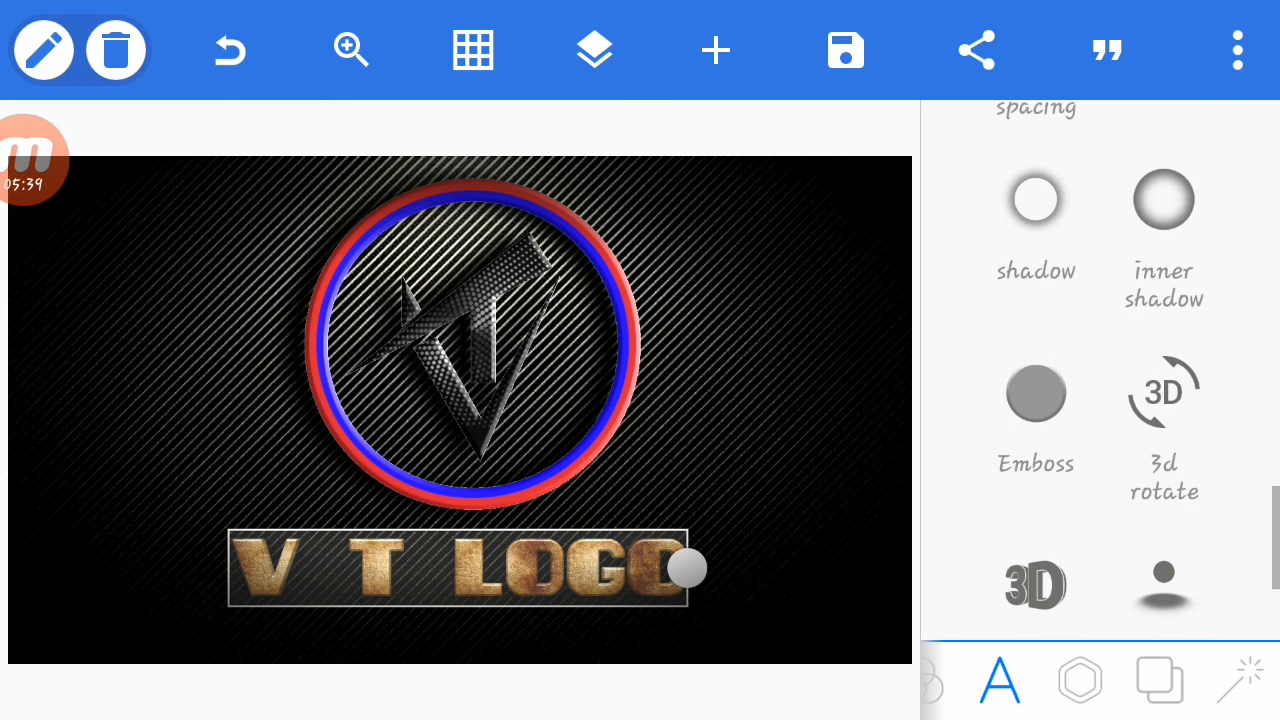 spacing
05:39
shadow
inner
shadow
3D
Emboss
3d
rotate
V T LOGO
3D